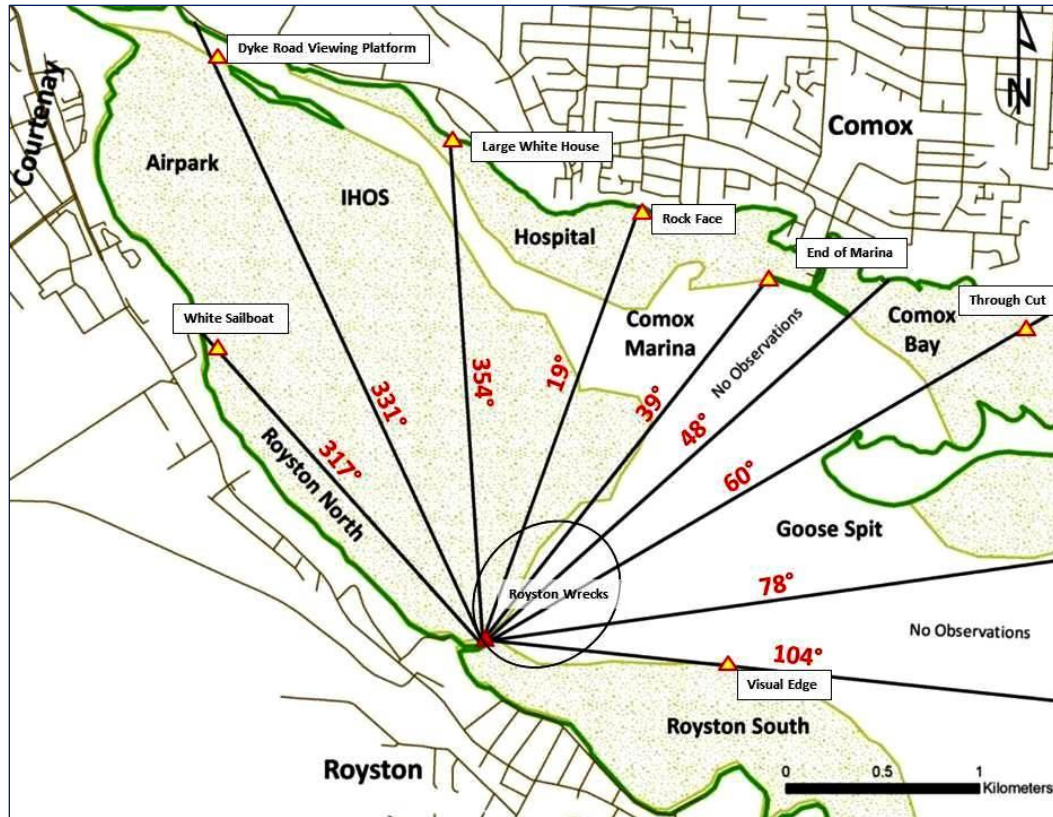 Dyke Road Viewing Platform
Courtenay
Airpark
Large White House
Comox
N
IHOS
Rock Face
Hospital
End of Marina
White Sailboat
Through Cut
Comox
Marina
No Observations
Comox
Bay
317°
331°
354°
19°
39°
48°
60°
Royston North
Goose Spit
Royston Wrecks
78°
No Observations
104°
Visual Edge
Royston South
Royston
0
0.5
1
Kilometers